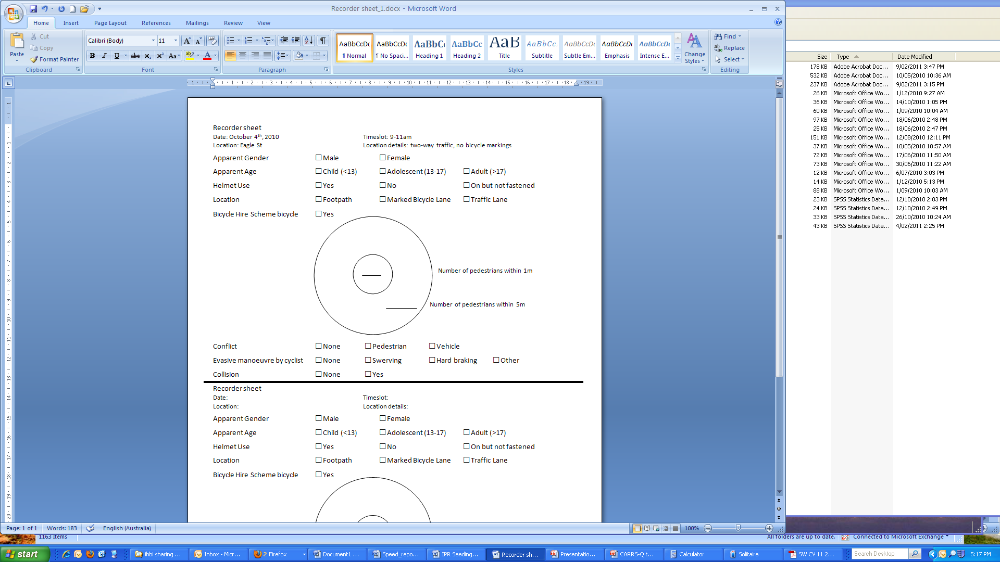 Recorder sheet_1.docx - Microsoft Word
Home Insert Page Layout References Mailings Review View
Paste
Cut
Copy
Format Painter
Clipboard
Calibri (Body) 11
Font
Paragraph
AaBbCcDc AaBbCcDc AaBbC AaBbCc AaB AaBbCc. AaBbCcDc AaBbCcDc AaBbCcDc
¶ Normal ¶ No Spaci... Heading 1 Heading 2 Title Subtitle Subtle Em... Emphasis Intense E...
Change Styles
Styles
Find
Replace
Select
Editing
Recorder sheet
Date: October 4th, 2010 Timeslot: 9-11am
Location: Eagle St Location details: two-way traffic, no bicycle markings
Apparent Gender Male Female
Apparent Age Child (<13) Adolescent (13-17) Adult (>17)
Helmet Use Yes No On but not fastened
Location Footpath Marked Bicycle Lane Traffic Lane
Bicycle Hire Scheme bicycle Yes
Number of pedestrians within 1m
Number of pedestrians within 5m
Conflict None Pedestrian Vehicle
Evasive manoeuvre by cyclist None Swerving Hard braking Other
Collision None Yes
Recorder sheet
Date: Timeslot:
Location: Location details:
Apparent Gender Male Female
Apparent Age Child (<13) Adolescent (13-17) Adult (>17)
Helmet Use Yes No On but not fastened
Location Footpath Marked Bicycle Lane Traffic Lane
Bicycle Hire Scheme bicycle Yes
Size Type Date Modified
178 KB Adobe Acrobat Doc... 9/02/2011 3:47 PM
532 KB Adobe Acrobat Doc... 10/05/2010 10:36 AM
237 KB Adobe Acrobat Doc... 9/02/2011 3:15 PM
26 KB Microsoft Office Wo... 1/12/2010 9:27 AM
36 KB Microsoft Office Wo... 14/10/2010 1:05 PM
60 KB Microsoft Office Wo... 1/09/2010 10:04 AM
97 KB Microsoft Office Wo... 18/06/2010 2:48 PM
25 KB Microsoft Office Wo... 18/06/2010 2:47 PM
151 KB Microsoft Office Wo... 12/08/2010 12:11 PM
37 KB Microsoft Office Wo... 10/05/2010 10:57 AM
72 KB Microsoft Office Wo... 17/06/2010 11:50 AM
73 KB Microsoft Office Wo... 30/06/2010 11:22 AM
12 KB Microsoft Office Wo... 6/07/2010 3:03 PM
14 KB Microsoft Office Wo... 1/12/2010 5:13 PM
88 KB Microsoft Office Wo... 1/09/2010 10:03 AM
23 KB SPSS Statistics Data... 12/10/2010 2:03 PM
24 KB SPSS Statistics Data... 12/10/2010 2:49 PM
33 KB SPSS Statistics Data... 26/10/2010 10:24 AM
43 KB SPSS Statistics Data... 4/02/2011 2:25 PM
Page: 1 of 1 Words: 183 English (Australia) 100%
1163 Items All folders are up to date. Connected to Microsoft Exchange
start ihbi sharing ... Inbox - Micr... 2 Firefox Document1 ... Speed_repo... IPR Seeding... Recorder sh... Presentatio... CARRS-Q t... Calculator Solitaire SW CV 11 2... Search Desktop 5:17 PM